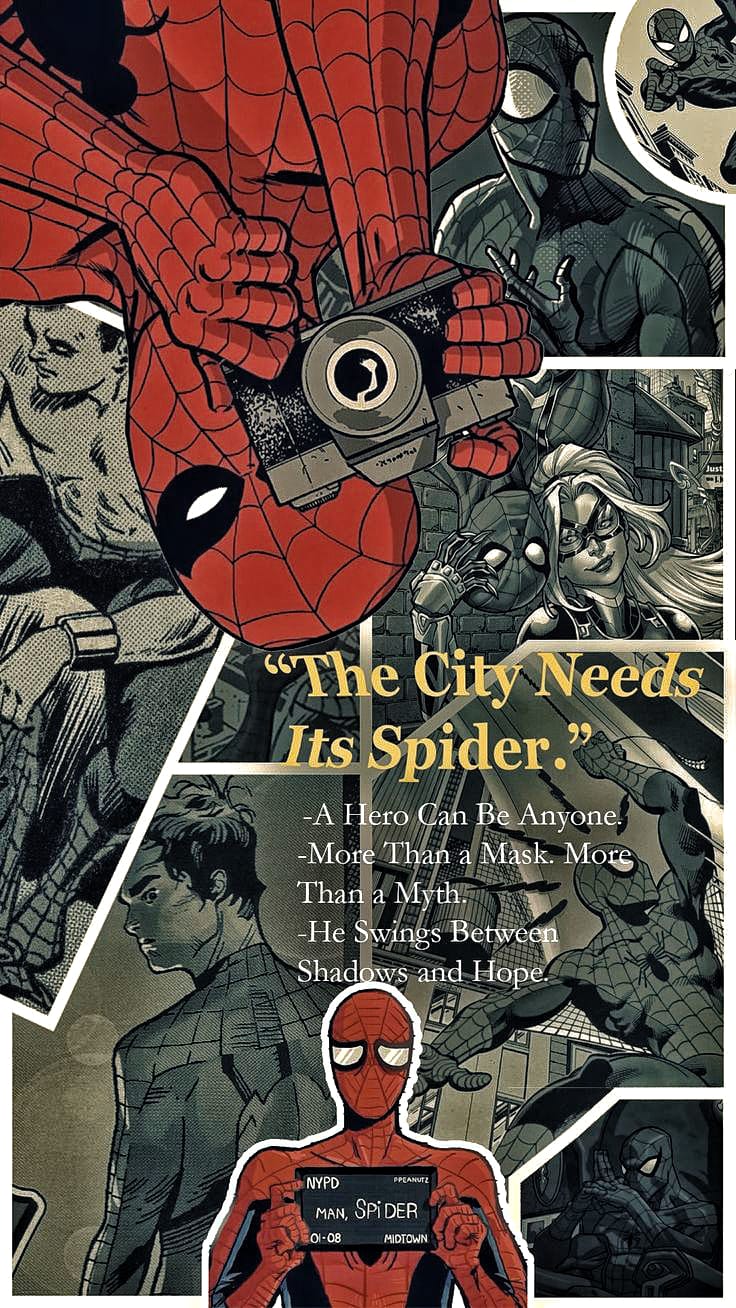 Just
“The City Needs
Its Spider.”
-A Hero Can Be Anyone.
-More Than a Mask. More
Than a Myth.
-He Swings Between
Shadows and Hope.
NYPD
PPEANUTZ
MAN, SPiDER
01-08
MIDTOWN